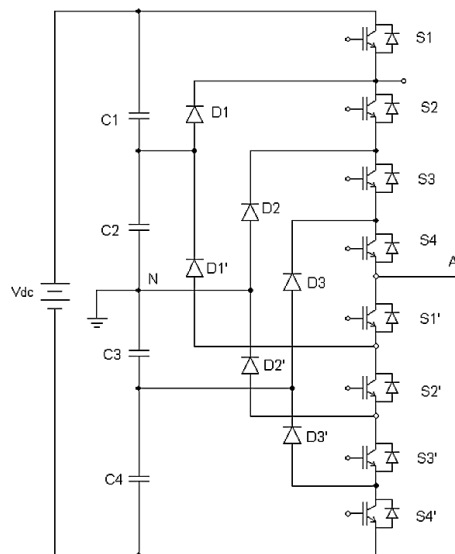 S1
C1
D1
S2
D2
S3
C2
S4
A
D1'
D3
Vdc
N
S1'
C3
D2'
S2'
D3'
S3'
C4
S4'